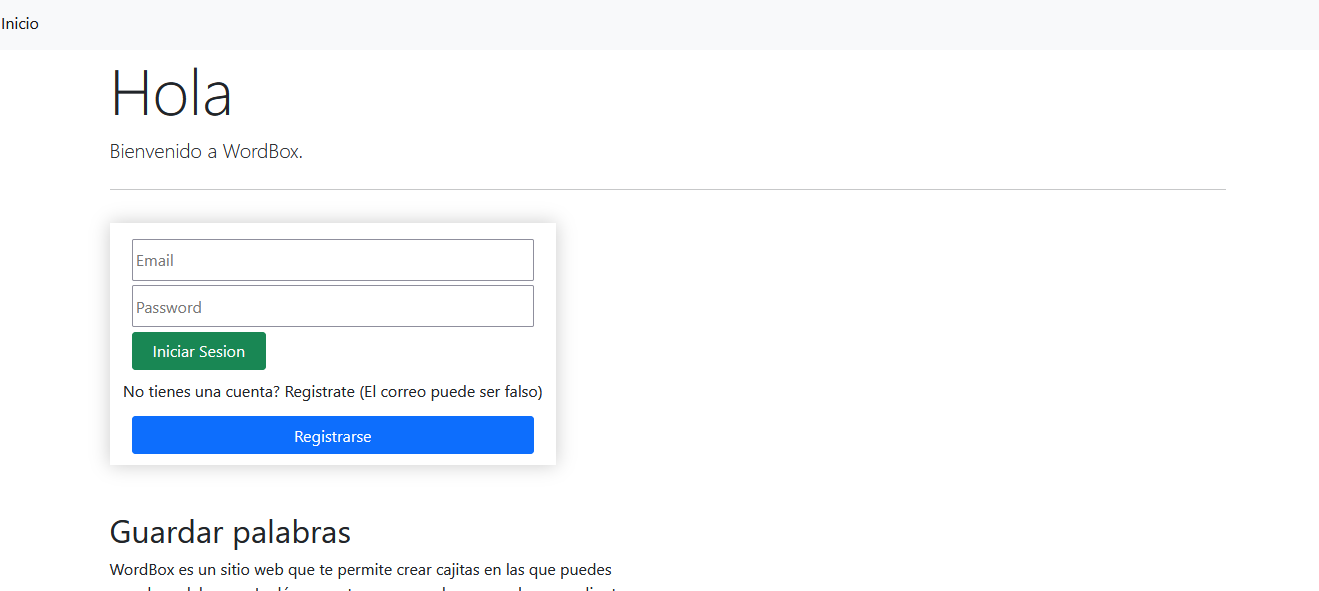 Inicio
Hola
Bienvenido a WordBox.
Email
Password
Iniciar Sesion
No tienes una cuenta? Registrate (El correo puede ser falso)
Registrarse
Guardar palabras
WordBox es un sitio web que te permite crear cajitas en las que puedes